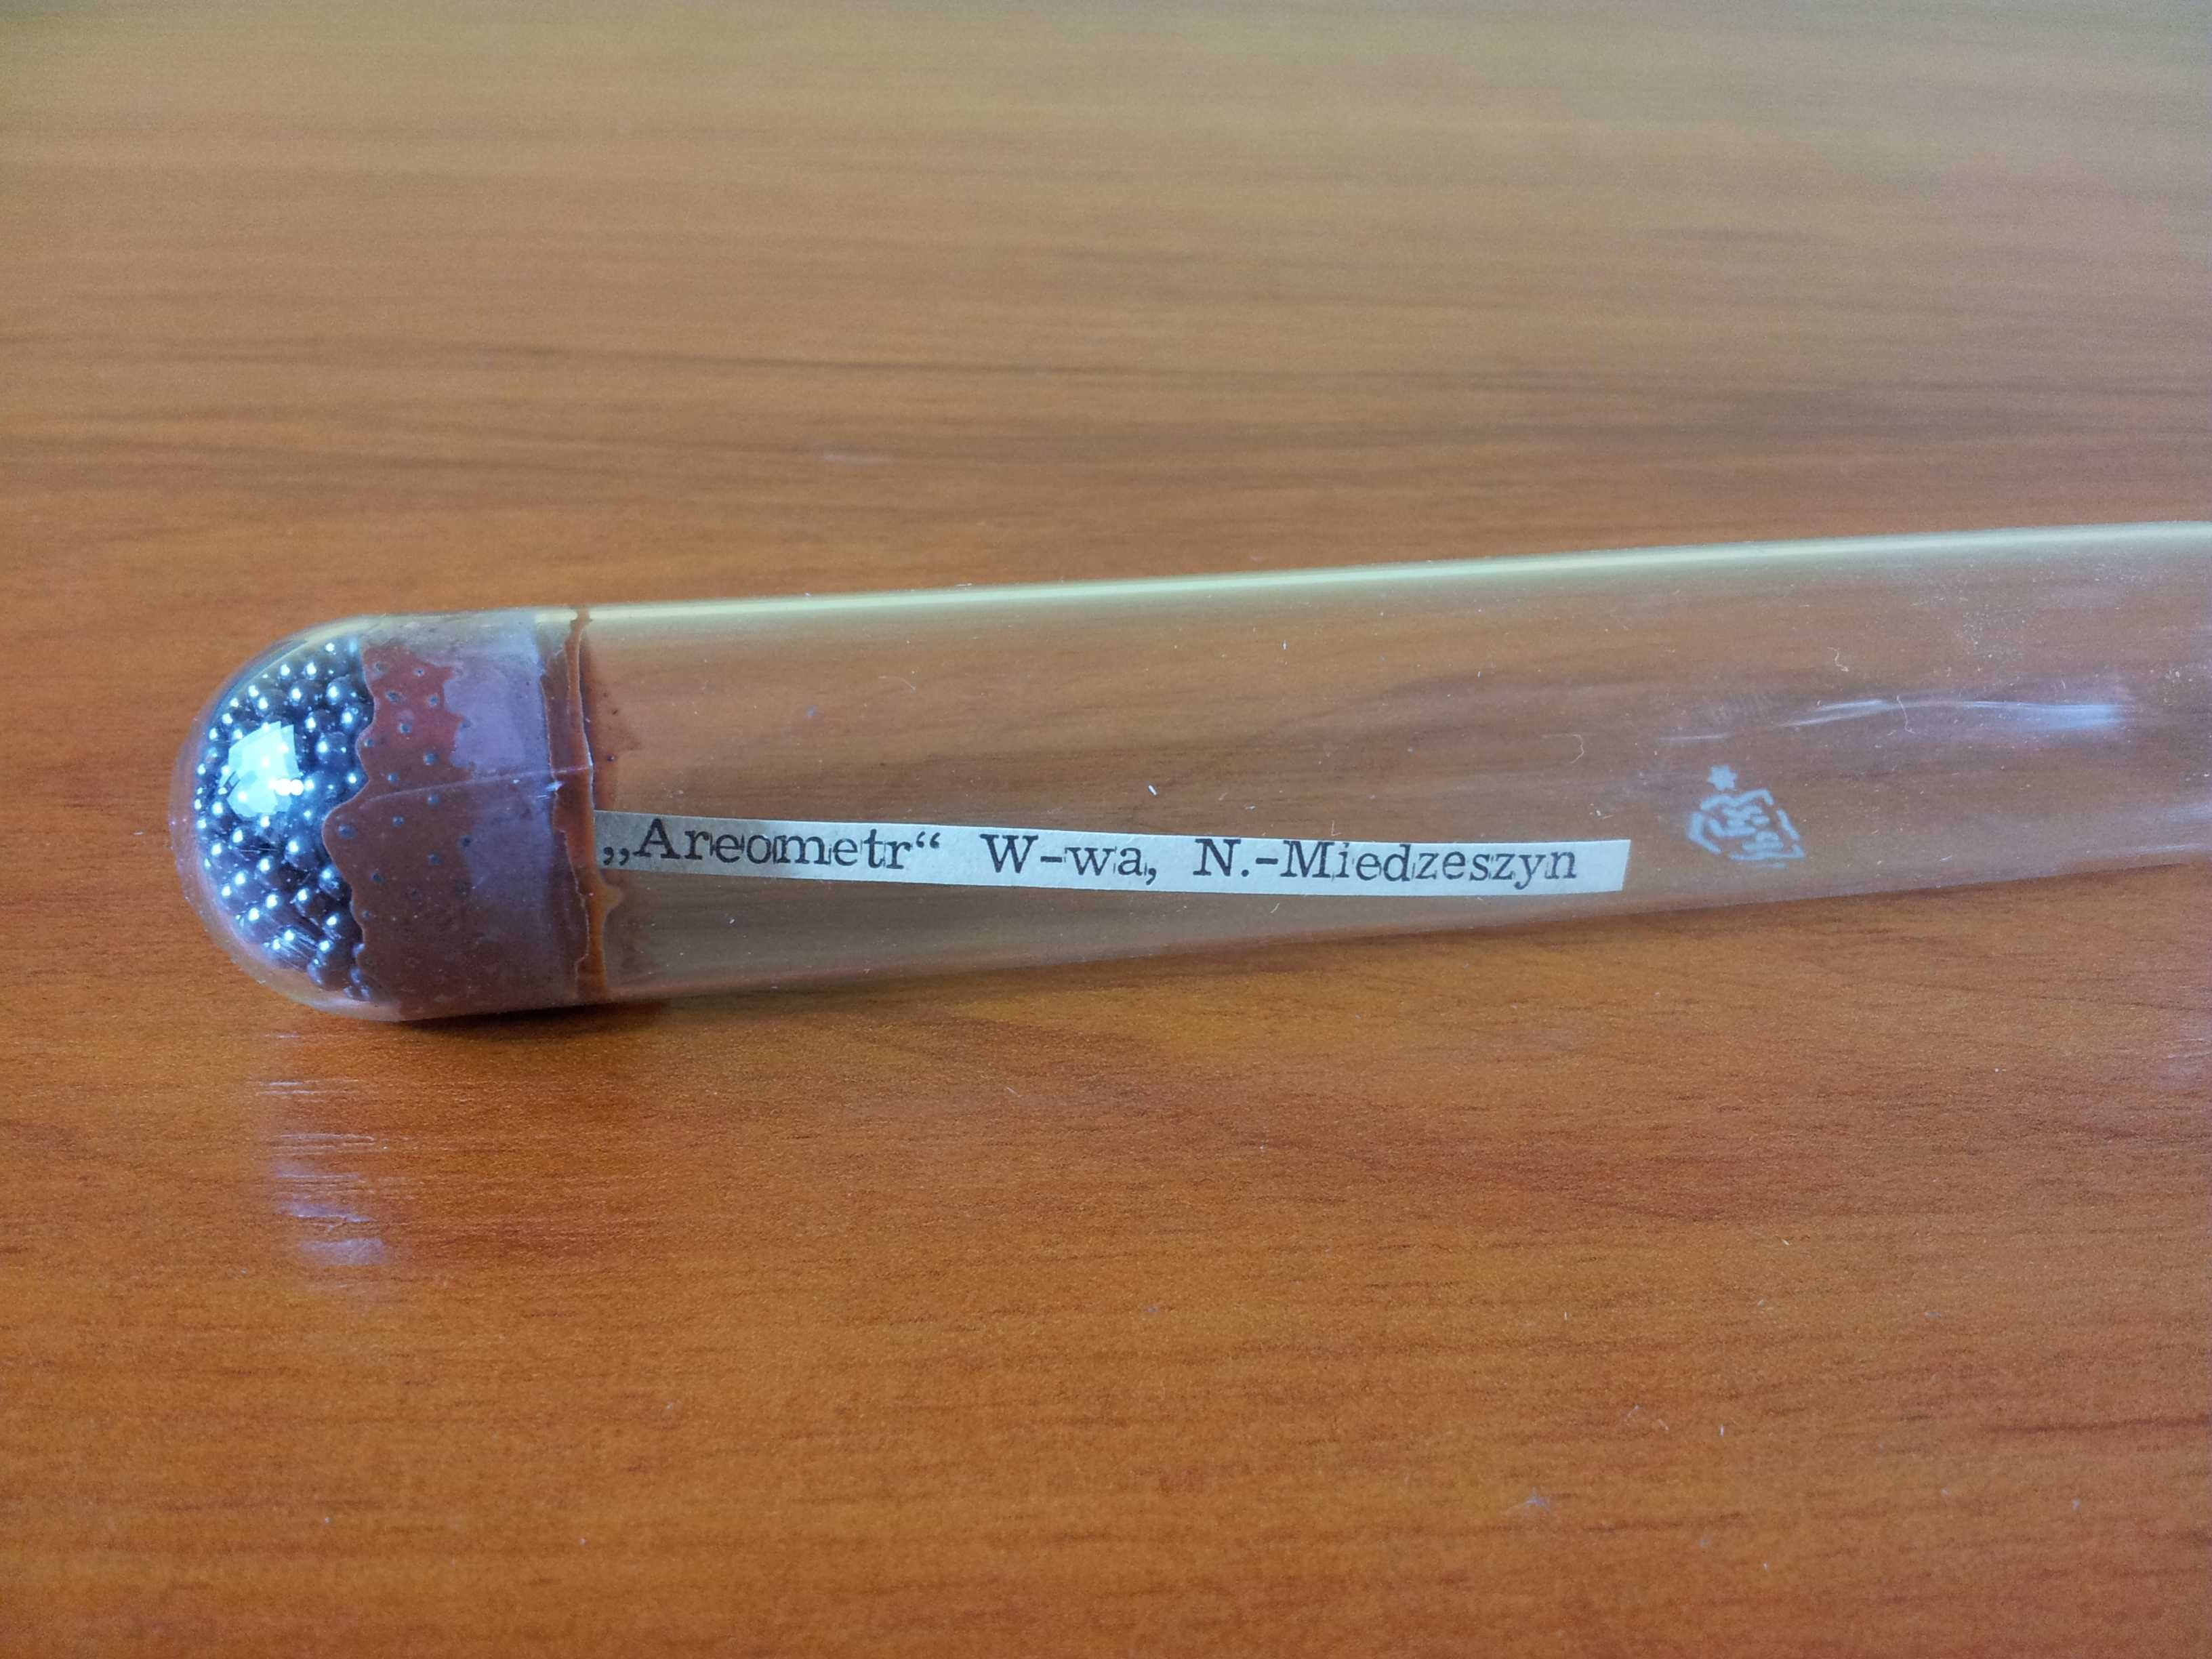 „Areometr“ W-wa, N.-Miedzeszyn